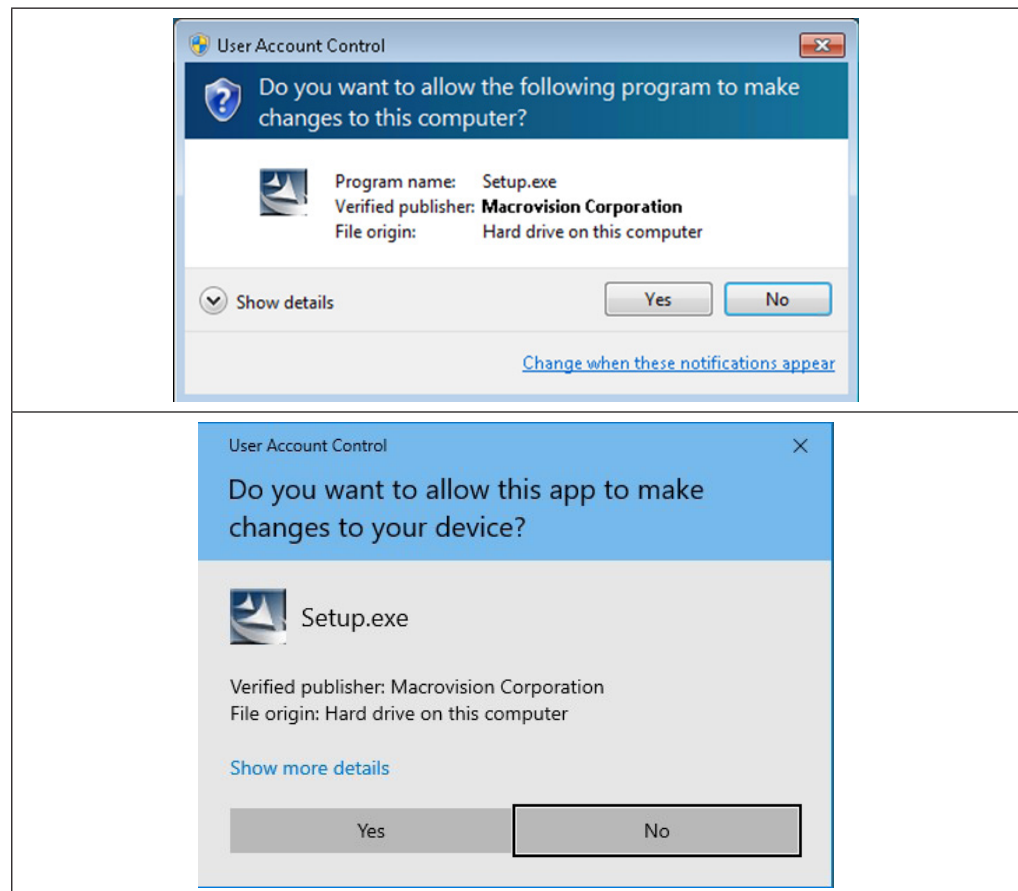 User Account Control
Do you want to allow the following program to make
changes to this computer?
Program name: Setup.exe
Verified publisher: Macrovision Corporation
File origin: Hard drive on this computer
Show details
Yes No
Change when these notifications appear
User Account Control
Do you want to allow this app to make
changes to your device?
Setup.exe
Verified publisher: Macrovision Corporation
File origin: Hard drive on this computer
Show more details
Yes No